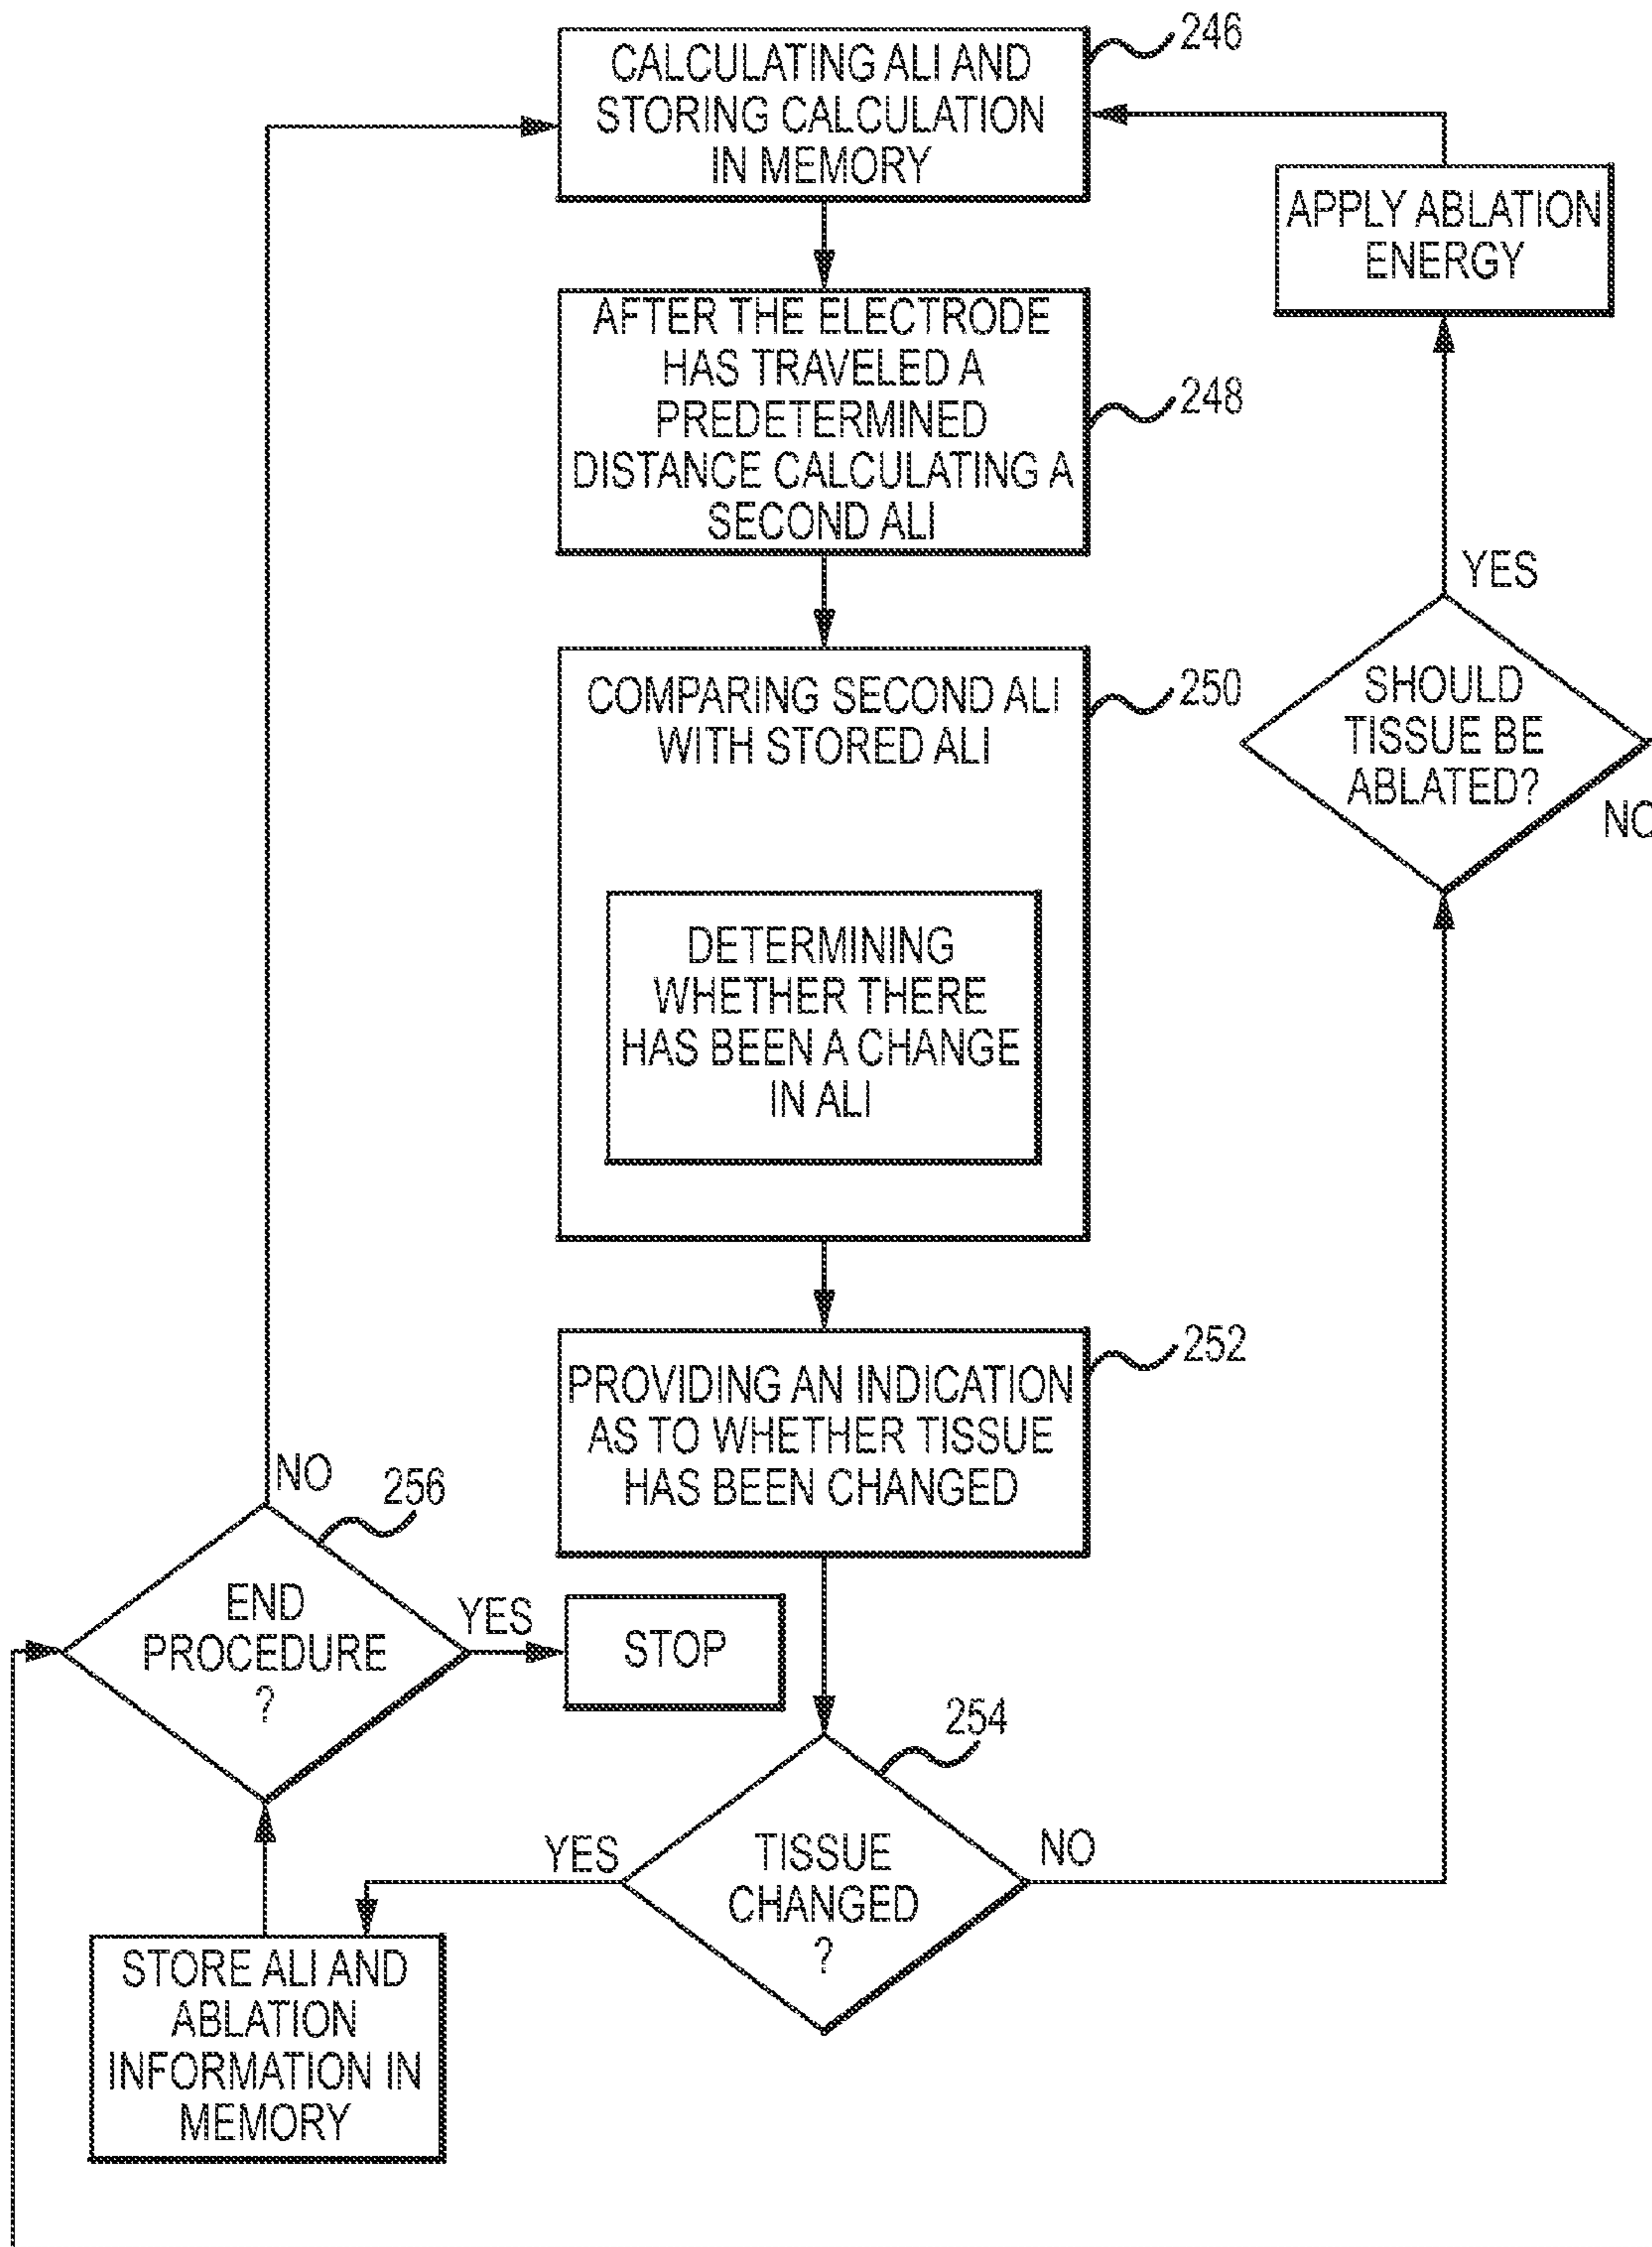 CALCULATING ALI AND
STORING CALCULATION
IN MEMORY
246
APPLY ABLATION
ENERGY
AFTER THE ELECTRODE
HAS TRAVELED A
PREDETERMINED
DISTANCE CALCULATING A
SECOND ALI
248
YES
SHOULD
TISSUE BE
ABLATED?
NO
COMPARING SECOND ALI
WITH STORED ALI
250
DETERMINING
WHETHER THERE
HAS BEEN A CHANGE
IN ALI
PROVIDING AN INDICATION
AS TO WHETHER TISSUE
HAS BEEN CHANGED
252
NO
256
END
PROCEDURE
?
YES
STOP
254
TISSUE
CHANGED
?
YES
NO
STORE ALI AND
ABLATION
INFORMATION IN
MEMORY